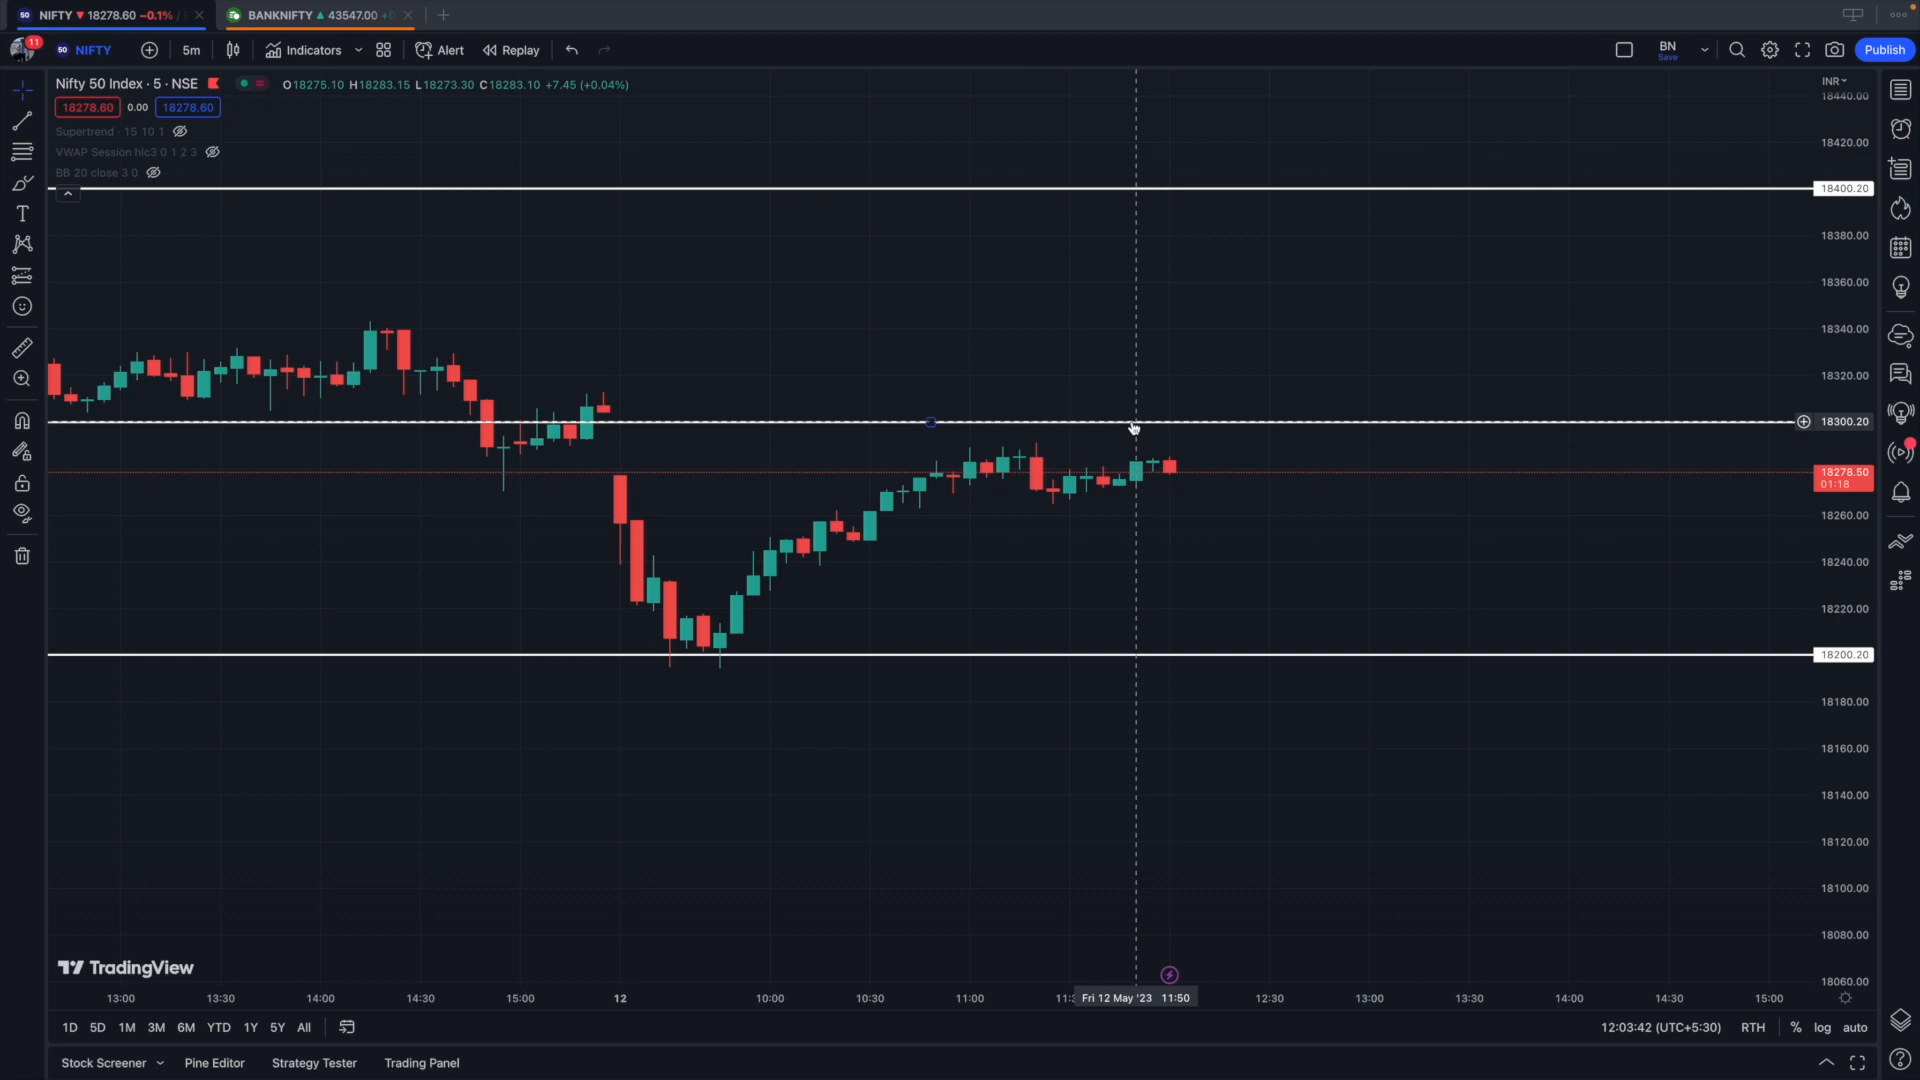 50 NIFTY ▼ 18278.60 −0.1% /
BANKNIFTY ▲ 43547.00 +0
11
50 NIFTY
5m
Indicators
Alert
Replay
BN
Save
Publish
Nifty 50 Index · 5 · NSE
O18275.10 H18283.15 L18273.30 C18283.10 +7.45 (+0.04%)
INR
18278.60 0.00 18278.60
Supertrend · 15 10 1
VWAP Session hlc3 0 1 2 3
BB 20 close 3 0
18440.00
18420.00
18400.20
18380.00
18360.00
18340.00
18320.00
18300.20
18278.50
01:18
18260.00
18240.00
18220.00
18200.20
18180.00
18160.00
18140.00
18120.00
18100.00
18080.00
18060.00
TradingView
13:00 13:30 14:00 14:30 15:00 12 10:00 10:30 11:00 11:3 Fri 12 May '23 11:50 12:30 13:00 13:30 14:00 14:30 15:00
1D 5D 1M 3M 6M YTD 1Y 5Y All
12:03:42 (UTC+5:30) RTH % log auto
Stock Screener Pine Editor Strategy Tester Trading Panel